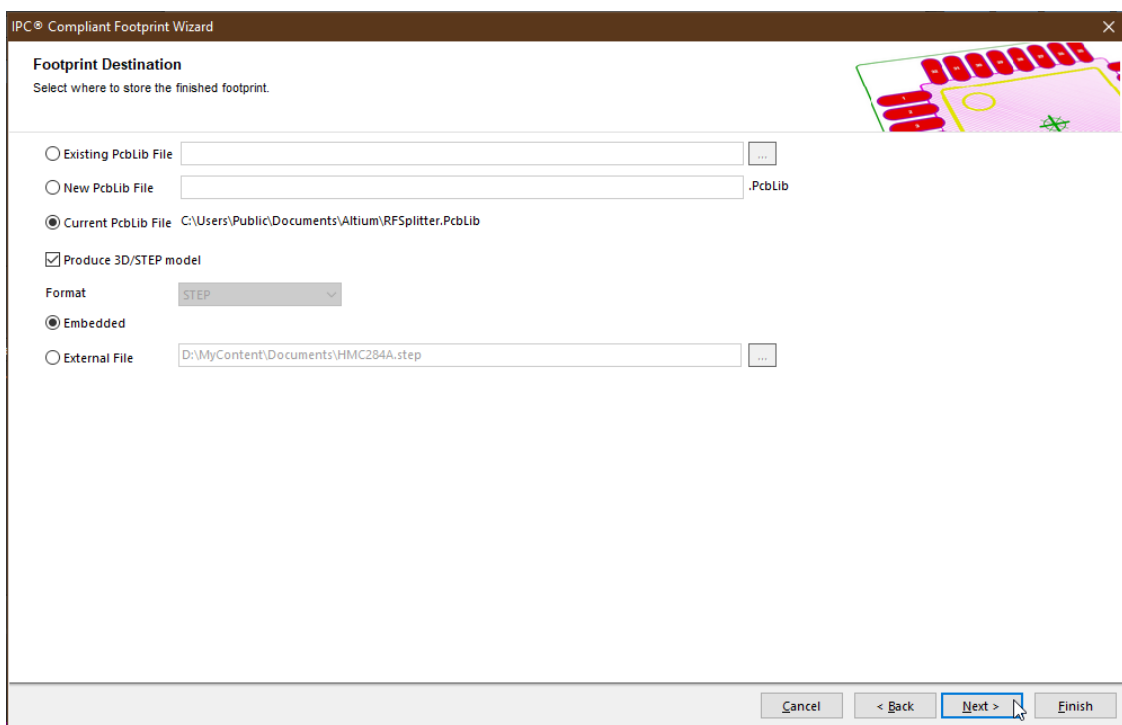 IPC® Compliant Footprint Wizard
Footprint Destination
Select where to store the finished footprint.
Existing PcbLib File ...
New PcbLib File .PcbLib
Current PcbLib File C:\Users\Public\Documents\Altium\RFSplitter.PcbLib
Produce 3D/STEP model
Format STEP
Embedded
External File D:\MyContent\Documents\HMC284A.step ...
Cancel < Back Next > Finish